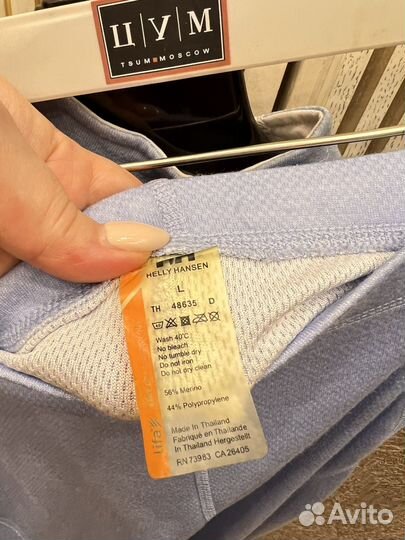 Ц|У|М
TSUM MOSCOW
HELLY HANSEN
L
TH 48635 D
Wash 40°C
No bleach
No tumble dry
Do not iron
Do not dry clean
56% Merino
44% Polypropylene
Made in Thailand
Fabriqué en Thaïlande
In Thailand Hergestellt
RN 73983 CA 26405
lifa
Avito